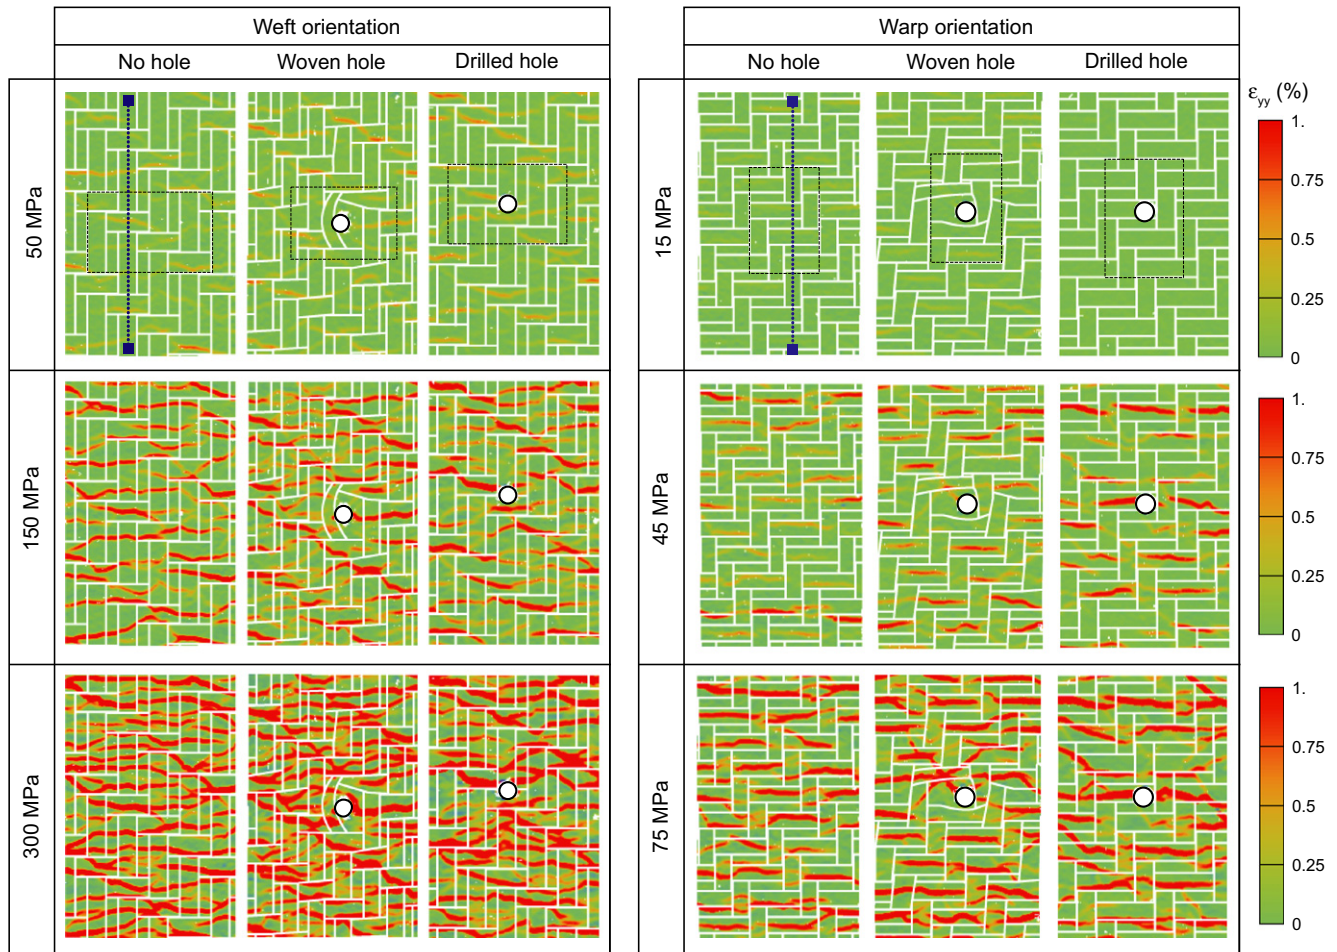 Weft orientation
No hole Woven hole Drilled hole
50 MPa
150 MPa
300 MPa
Warp orientation
No hole Woven hole Drilled hole
15 MPa
45 MPa
75 MPa
εyy (%)
1.
0.75
0.5
0.25
0
1.
0.75
0.5
0.25
0
1.
0.75
0.5
0.25
0